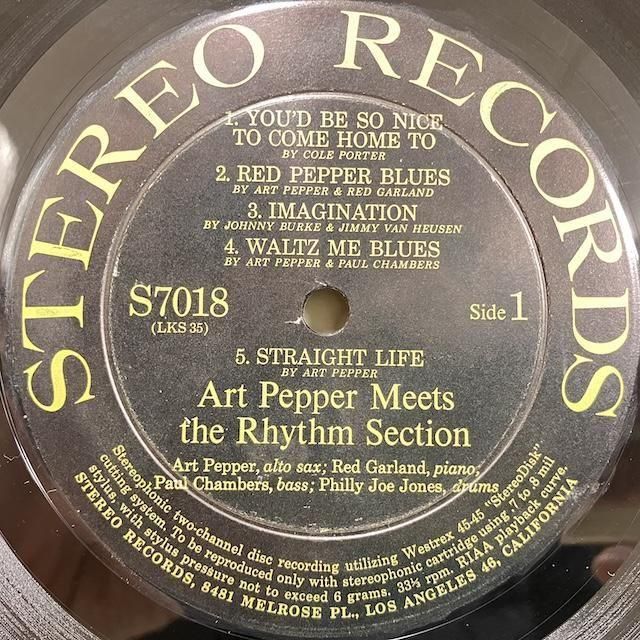 STEREO RECORDS
1. YOU'D BE SO NICE
TO COME HOME TO
BY COLE PORTER
2. RED PEPPER BLUES
BY ART PEPPER & RED GARLAND
3. IMAGINATION
BY JOHNNY BURKE & JIMMY VAN HEUSEN
4. WALTZ ME BLUES
BY ART PEPPER & PAUL CHAMBERS
S7018
(LKS 35)
Side 1
5. STRAIGHT LIFE
BY ART PEPPER
Art Pepper Meets
the Rhythm Section
Art Pepper, alto sax; Red Garland, piano;
Paul Chambers, bass; Philly Joe Jones, drums
Stereophonic two-channel disc recording utilizing Westrex 45-45 "StereoDisk"
cutting system. To be reproduced only with stereophonic cartridge using .7 to .8 mil
stylus, with stylus pressure not to exceed 6 grams. 33⅓ rpm. RIAA playback curve.
STEREO RECORDS, 8481 MELROSE PL., LOS ANGELES 46, CALIFORNIA